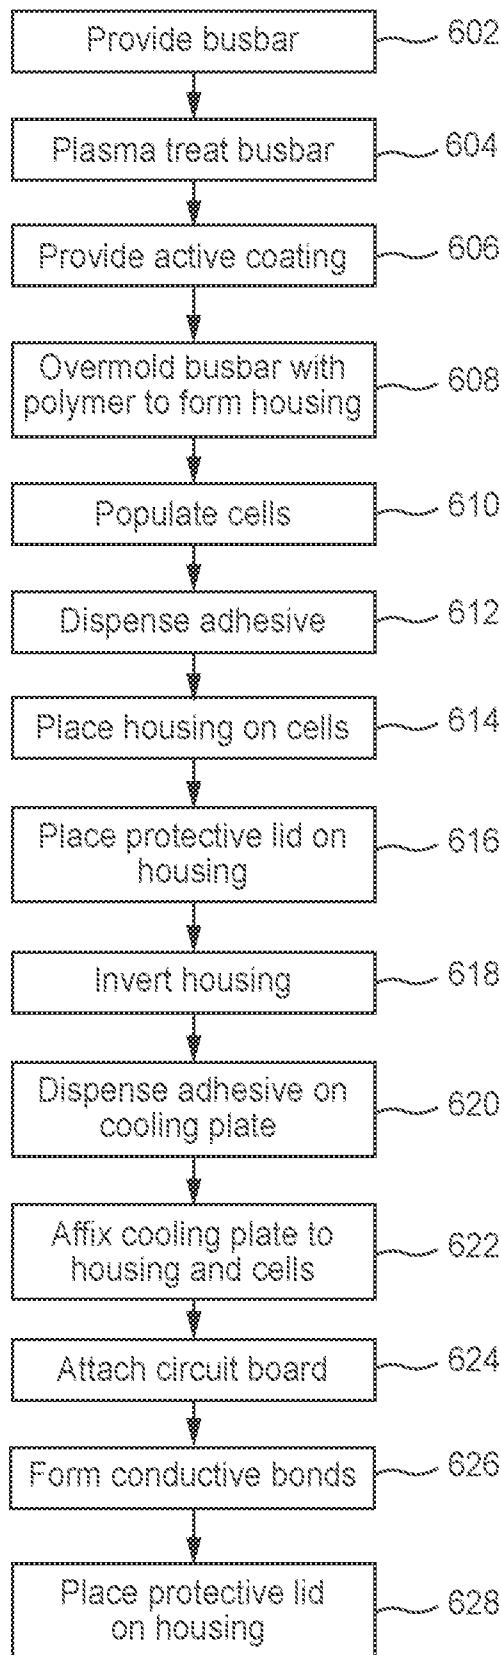 Provide busbar
602
Plasma treat busbar
604
Provide active coating
606
Overmold busbar with
polymer to form housing
608
Populate cells
610
Dispense adhesive
612
Place housing on cells
614
Place protective lid on
housing
616
Invert housing
618
Dispense adhesive on
cooling plate
620
Affix cooling plate to
housing and cells
622
Attach circuit board
624
Form conductive bonds
626
Place protective lid
on housing
628